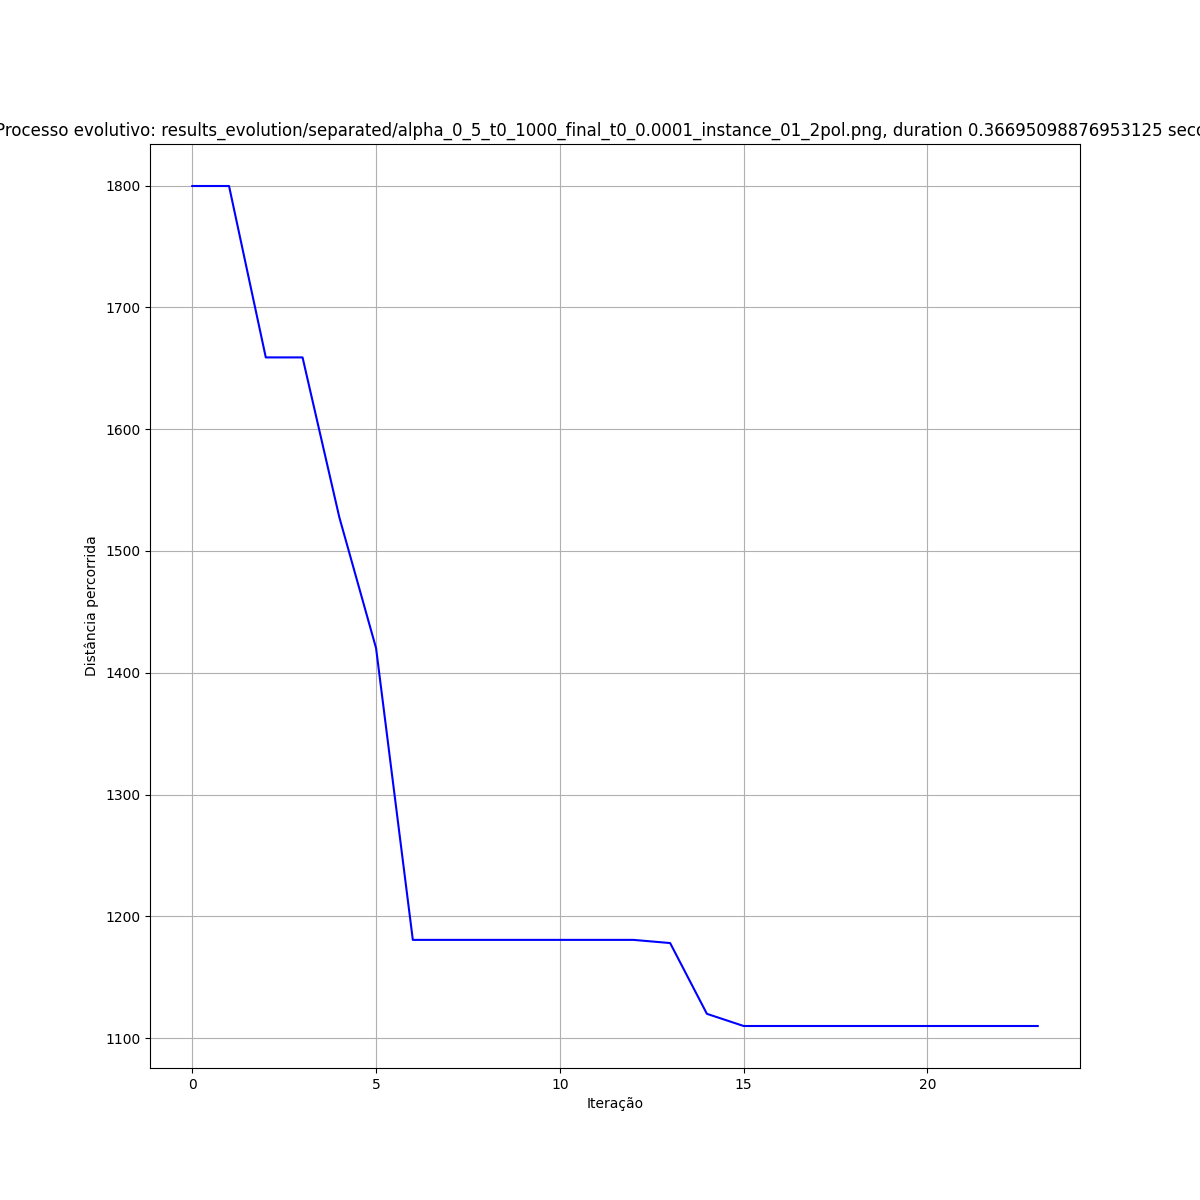 Processo evolutivo: results_evolution/separated/alpha_0_5_t0_1000_final_t0_0.0001_instance_01_2pol.png, duration 0.36695098876953125
1800
1700
1600
1500
1400
1300
1200
1100
Distância percorrida
0 5 10 15 20
Iteração